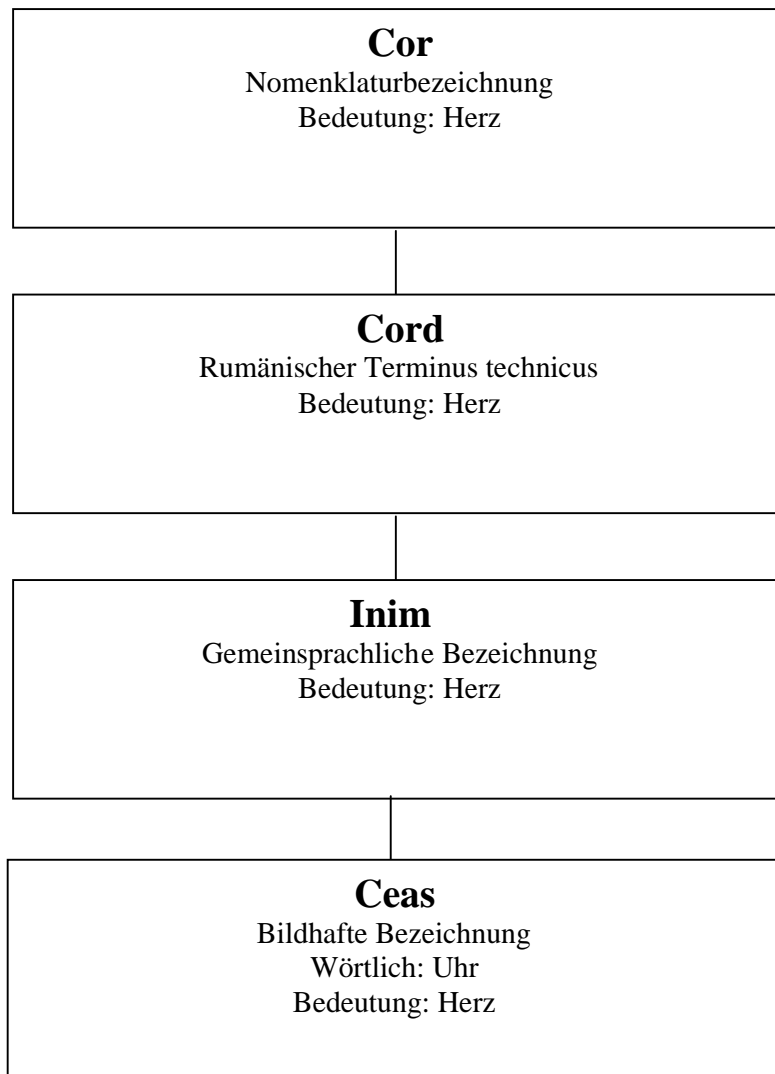 Cor
Nomenklaturbezeichnung
Bedeutung: Herz
Cord
Rumänischer Terminus technicus
Bedeutung: Herz
Inim
Gemeinsprachliche Bezeichnung
Bedeutung: Herz
Ceas
Bildhafte Bezeichnung
Wörtlich: Uhr
Bedeutung: Herz